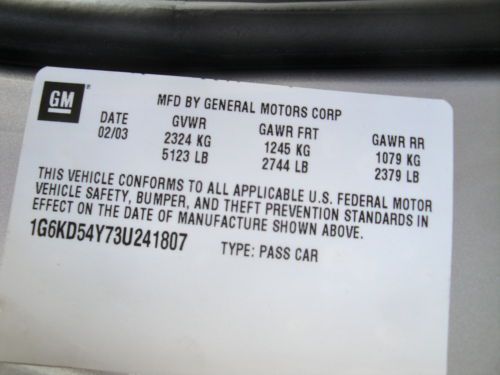 GM ®
MFD BY GENERAL MOTORS CORP
DATE GVWR GAWR FRT GAWR RR
02/03 2324 KG 1245 KG 1079 KG
5123 LB 2744 LB 2379 LB
THIS VEHICLE CONFORMS TO ALL APPLICABLE U.S. FEDERAL MOTOR
VEHICLE SAFETY, BUMPER, AND THEFT PREVENTION STANDARDS IN
EFFECT ON THE DATE OF MANUFACTURE SHOWN ABOVE.
1G6KD54Y73U241807 TYPE: PASS CAR